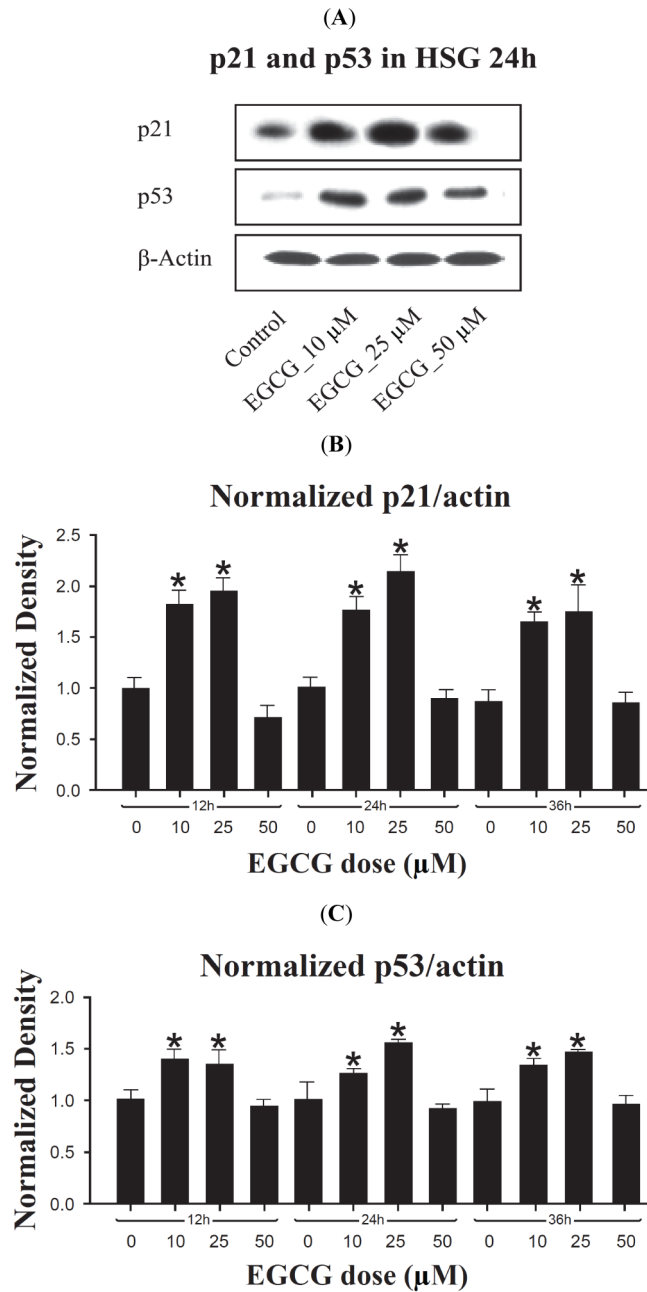 (A)
p21 and p53 in HSG 24h
p21
p53
β-Actin
Control
EGCG_10 μM
EGCG_25 μM
EGCG_50 μM
(B)
Normalized p21/actin
Normalized Density
2.5
2.0
1.5
1.0
0.5
0.0
* * * * * *
12h 24h 36h
0 10 25 50 0 10 25 50 0 10 25 50
EGCG dose (μM)
(C)
Normalized p53/actin
Normalized Density
2.0
1.5
1.0
0.5
0.0
* * * * * *
12h 24h 36h
0 10 25 50 0 10 25 50 0 10 25 50
EGCG dose (μM)